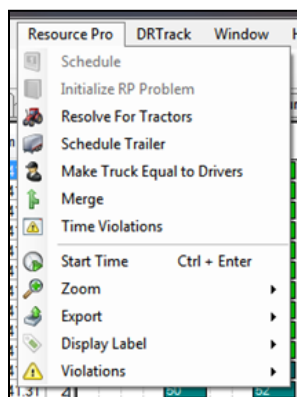 Resource Pro DRTrack Window
Schedule
Initialize RP Problem
Resolve For Tractors
Schedule Trailer
Make Truck Equal to Drivers
Merge
Time Violations
Start Time Ctrl + Enter
Zoom
Export
Display Label
Violations